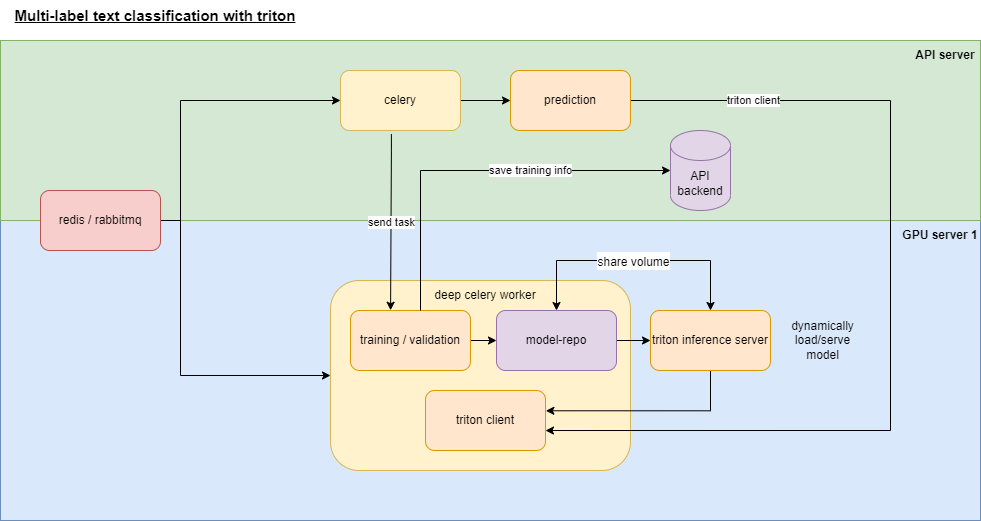 Multi-label text classification with triton
API server
celery
prediction
triton client
save training info
API
backend
redis / rabbitmq
send task
GPU server 1
share volume
deep celery worker
training / validation
model-repo
triton inference server
dynamically
load/serve
model
triton client